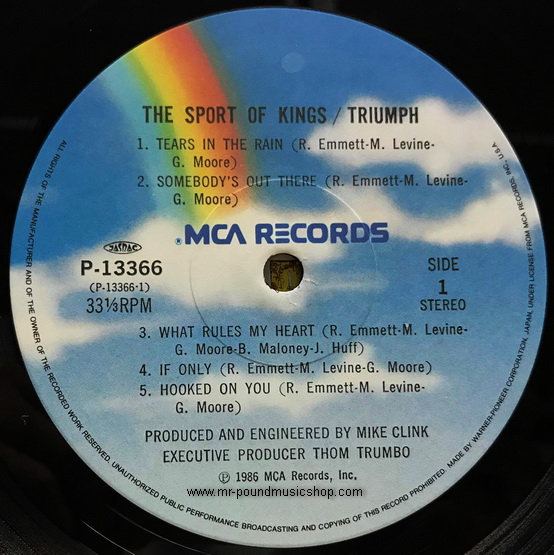 THE SPORT OF KINGS / TRIUMPH
1. TEARS IN THE RAIN (R. Emmett-M. Levine-
G. Moore)
2. SOMEBODY'S OUT THERE (R. Emmett-M. Levine-
G. Moore)
MCA RECORDS
JASRAC
P-13366
(P-13366-1)
33⅓RPM
SIDE
1
STEREO
3. WHAT RULES MY HEART (R. Emmett-M. Levine-
G. Moore-B. Maloney-J. Huff)
4. IF ONLY (R. Emmett-M. Levine-G. Moore)
5. HOOKED ON YOU (R. Emmett-M. Levine-
G. Moore)
PRODUCED AND ENGINEERED BY MIKE CLINK
EXECUTIVE PRODUCER THOM TRUMBO
℗ 1986 MCA Records, Inc.
www.mr-poundmusicshop.com
ALL RIGHTS OF THE MANUFACTURER AND OF THE OWNER OF THE RECORDED WORK RESERVED. UNAUTHORIZED PUBLIC PERFORMANCE BROADCASTING AND COPYING OF THIS RECORD PROHIBITED. MADE BY WARNER-PIONEER CORPORATION, JAPAN, UNDER LICENSE FROM MCA RECORDS, INC., U.S.A.